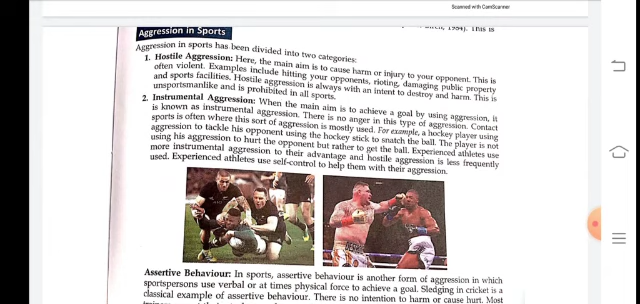 Scanned with CamScanner
1984). This is
Aggression in Sports
Aggression in sports has been divided into two categories:
1. Hostile Aggression: Here, the main aim is to cause harm or injury to your opponent. This is
often violent. Examples include hitting your opponents, rioting, damaging public property
and sports facilities. Hostile aggression is always with an intent to destroy and harm. This is
unsportsmanlike and is prohibited in all sports.
2. Instrumental Aggression: When the main aim is to achieve a goal by using aggression, it
is known as instrumental aggression. There is no anger in this type of aggression. Contact
sports is often where this sort of aggression is mostly used. For example, a hockey player using
aggression to tackle his opponent using the hockey stick to snatch the ball. The player is not
using his aggression to hurt the opponent but rather to get the ball. Experienced athletes use
more instrumental aggression to their advantage and hostile aggression is less frequently
used. Experienced athletes use self-control to help them with their aggression.
Assertive Behaviour: In sports, assertive behaviour is another form of aggression in which
sportspersons use verbal or at times physical force to achieve a goal. Sledging in cricket is a
classical example of assertive behaviour. There is no intention to harm or cause hurt. Most